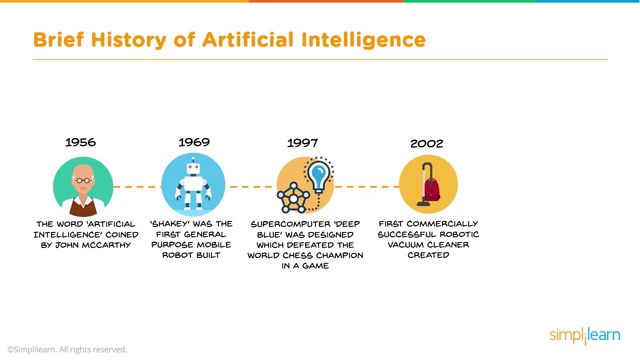 Brief History of Artificial Intelligence
1956
THE WORD 'ARTIFICIAL
INTELLIGENCE' COINED
BY JOHN MCCARTHY
1969
'SHAKEY' WAS THE
FIRST GENERAL
PURPOSE MOBILE
ROBOT BUILT
1997
SUPERCOMPUTER 'DEEP
BLUE' WAS DESIGNED
WHICH DEFEATED THE
WORLD CHESS CHAMPION
IN A GAME
2002
FIRST COMMERCIALLY
SUCCESSFUL ROBOTIC
VACUUM CLEANER
CREATED
©Simplilearn. All rights reserved.
simplilearn